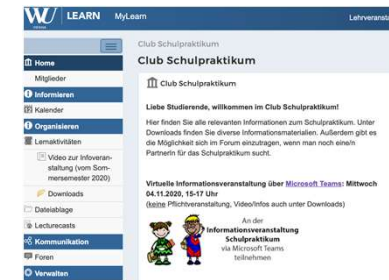 WU LEARN MyLearn Lehrveransta
Club Schulpraktikum
Club Schulpraktikum
Home
Mitglieder
Informieren
Kalender
Organisieren
Lernaktivitäten
Video zur Infoveran-
staltung (vom Som-
mersemester 2020)
Downloads
Dateiablage
Lecturecasts
Kommunikation
Foren
Verwalten
Club Schulpraktikum
Liebe Studierende, willkommen im Club Schulpraktikum!
Hier finden Sie alle relevanten Informationen zum Schulpraktikum. Unter
Downloads finden Sie diverse Informationsmaterialien. Außerdem gibt es
die Möglichkeit sich im Forum einzutragen, wenn man noch eine/n
PartnerIn für das Schulpraktikum sucht.
Virtuelle Informationsveranstaltung über Microsoft Teams: Mittwoch
04.11.2020, 15-17 Uhr
(keine Pflichtveranstaltung, Video/Infos auch unter Downloads)
An der
Informationsveranstaltung
Schulpraktikum
via Microsoft Teams
teilnehmen